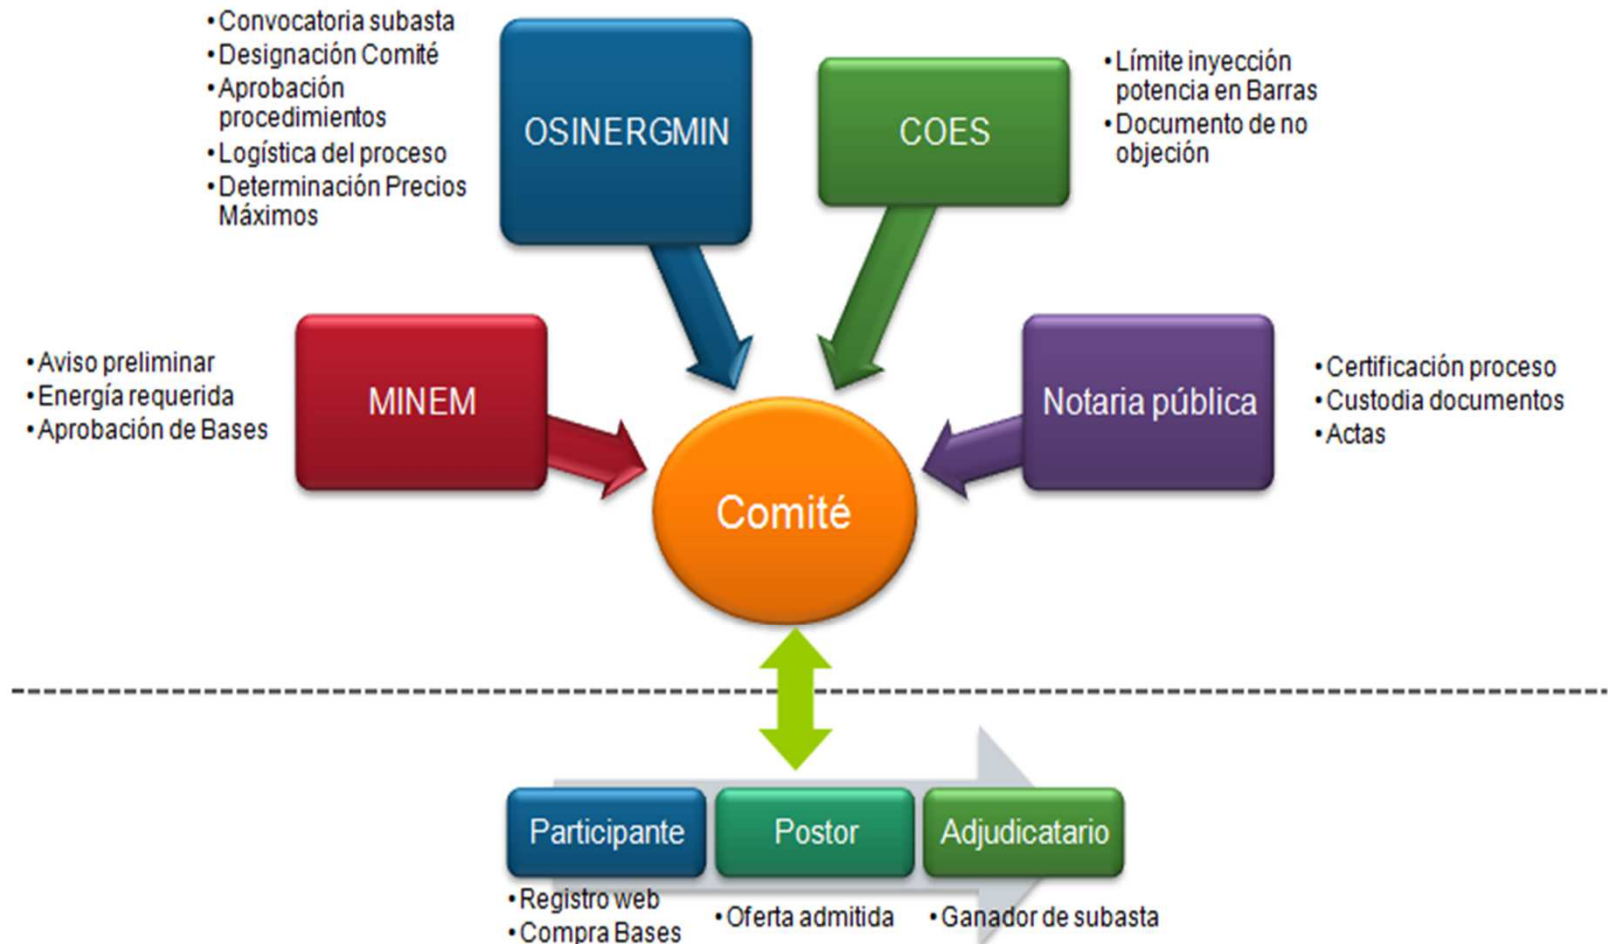 • Convocatoria subasta
• Designación Comité
• Aprobación
procedimientos
• Logística del proceso
• Determinación Precios
Máximos
OSINERGMIN
COES
• Límite inyección
potencia en Barras
• Documento de no
objeción
• Aviso preliminar
• Energía requerida
• Aprobación de Bases
MINEM
Notaria pública
• Certificación proceso
• Custodia documentos
• Actas
Comité
Participante
Postor
Adjudicatario
• Registro web
• Compra Bases
• Oferta admitida
• Ganador de subasta